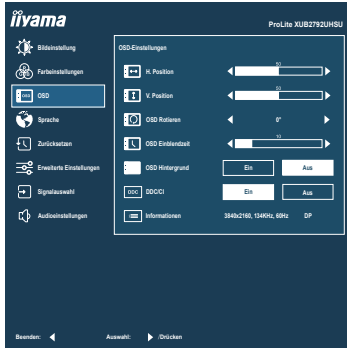 iiyama
ProLite XUB2792UHSU
Bildeinstellung
Farbeinstellungen
OSD
Sprache
Zurücksetzen
Erweiterte Einstellungen
Signalauswahl
Audioeinstellungen
OSD-Einstellungen
H. Position 50
V. Position 50
OSD Rotieren 0°
OSD Einblendzeit 10
OSD Hintergrund Ein Aus
DDC DDC/CI Ein Aus
Informationen 3840x2160, 134KHz, 60Hz DP
Beenden: Auswahl: /Drücken